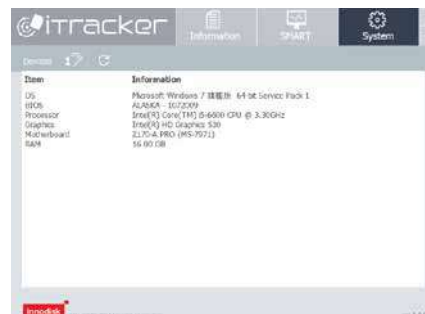 iTracker
Information
SMART
System
Device 1
Item Information
OS Microsoft Windows 7 旗艦版 64-bit Service Pack 1
BIOS ALASKA - 1072009
Processor Intel(R) Core(TM) i5-6600 CPU @ 3.30GHz
Graphics Intel(R) HD Graphics 530
Motherboard Z170-A PRO (MS-7971)
RAM 16.00 GB
innodisk